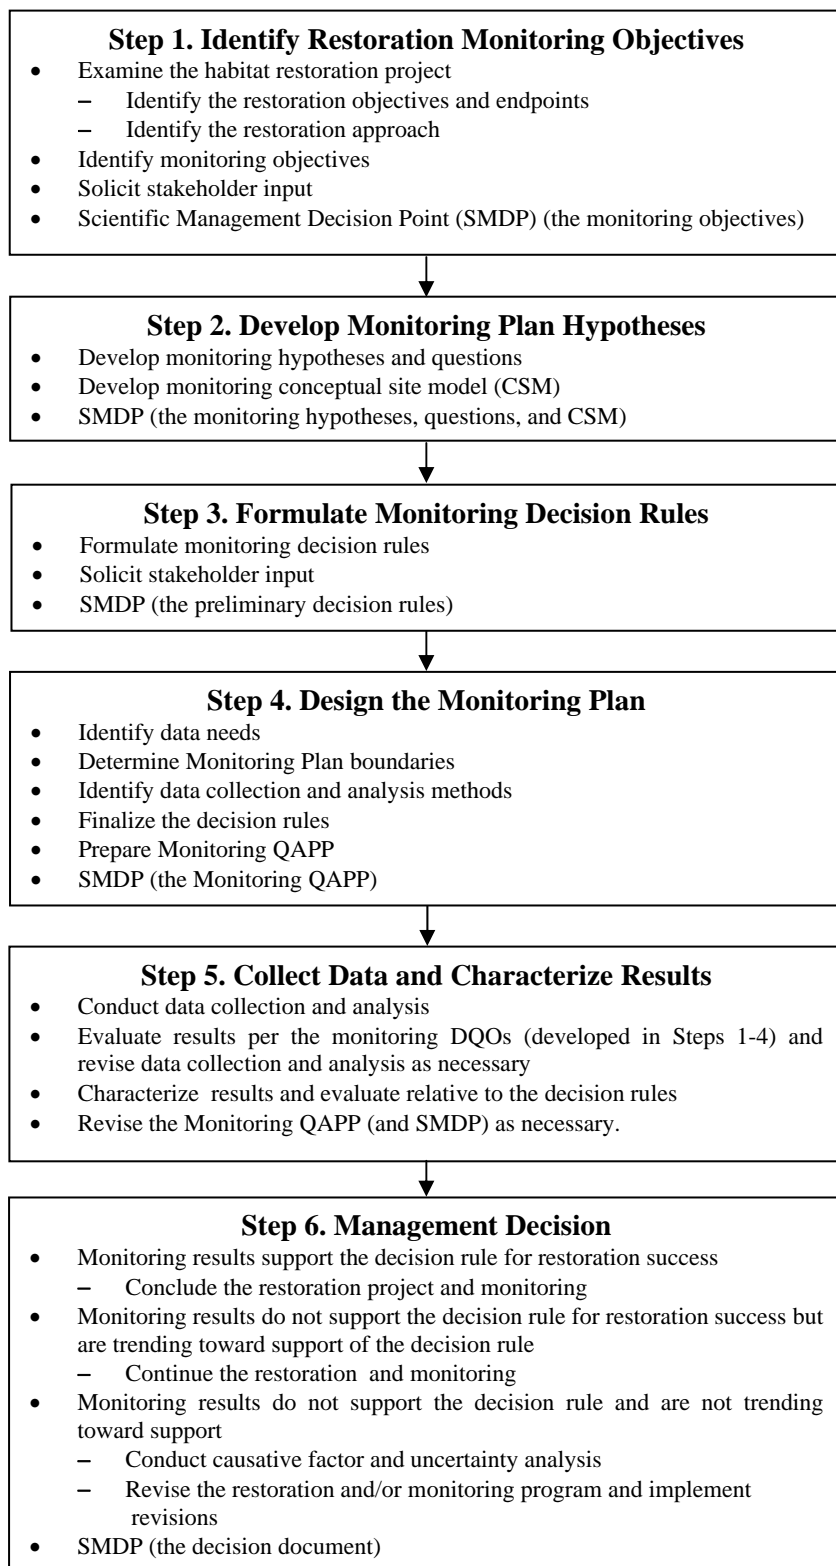 Step 1. Identify Restoration Monitoring Objectives
• Examine the habitat restoration project
– Identify the restoration objectives and endpoints
– Identify the restoration approach
• Identify monitoring objectives
• Solicit stakeholder input
• Scientific Management Decision Point (SMDP) (the monitoring objectives)
Step 2. Develop Monitoring Plan Hypotheses
• Develop monitoring hypotheses and questions
• Develop monitoring conceptual site model (CSM)
• SMDP (the monitoring hypotheses, questions, and CSM)
Step 3. Formulate Monitoring Decision Rules
• Formulate monitoring decision rules
• Solicit stakeholder input
• SMDP (the preliminary decision rules)
Step 4. Design the Monitoring Plan
• Identify data needs
• Determine Monitoring Plan boundaries
• Identify data collection and analysis methods
• Finalize the decision rules
• Prepare Monitoring QAPP
• SMDP (the Monitoring QAPP)
Step 5. Collect Data and Characterize Results
• Conduct data collection and analysis
• Evaluate results per the monitoring DQOs (developed in Steps 1-4) and
revise data collection and analysis as necessary
• Characterize results and evaluate relative to the decision rules
• Revise the Monitoring QAPP (and SMDP) as necessary.
Step 6. Management Decision
• Monitoring results support the decision rule for restoration success
– Conclude the restoration project and monitoring
• Monitoring results do not support the decision rule for restoration success but
are trending toward support of the decision rule
– Continue the restoration and monitoring
• Monitoring results do not support the decision rule and are not trending
toward support
– Conduct causative factor and uncertainty analysis
– Revise the restoration and/or monitoring program and implement
revisions
• SMDP (the decision document)